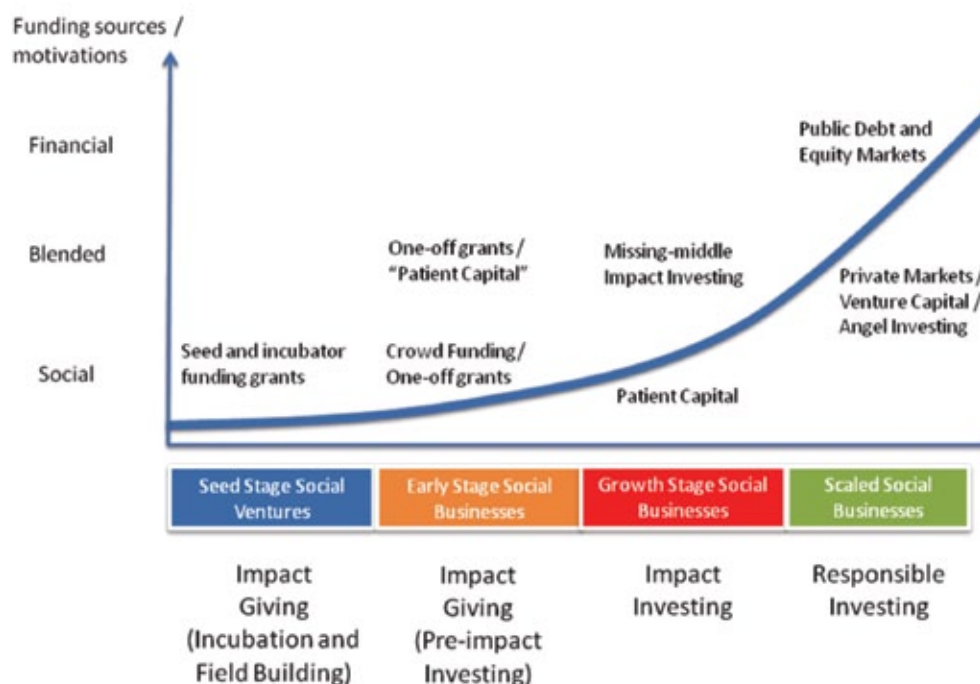 Funding sources /
motivations
Financial
Blended
Social
Public Debt and
Equity Markets
One-off grants /
"Patient Capital"
Missing-middle
Impact Investing
Private Markets /
Venture Capital /
Angel Investing
Seed and incubator
funding grants
Crowd Funding/
One-off grants
Patient Capital
Seed Stage Social
Ventures
Early Stage Social
Businesses
Growth Stage Social
Businesses
Scaled Social
Businesses
Impact
Giving
(Incubation and
Field Building)
Impact
Giving
(Pre-impact
Investing)
Impact
Investing
Responsible
Investing